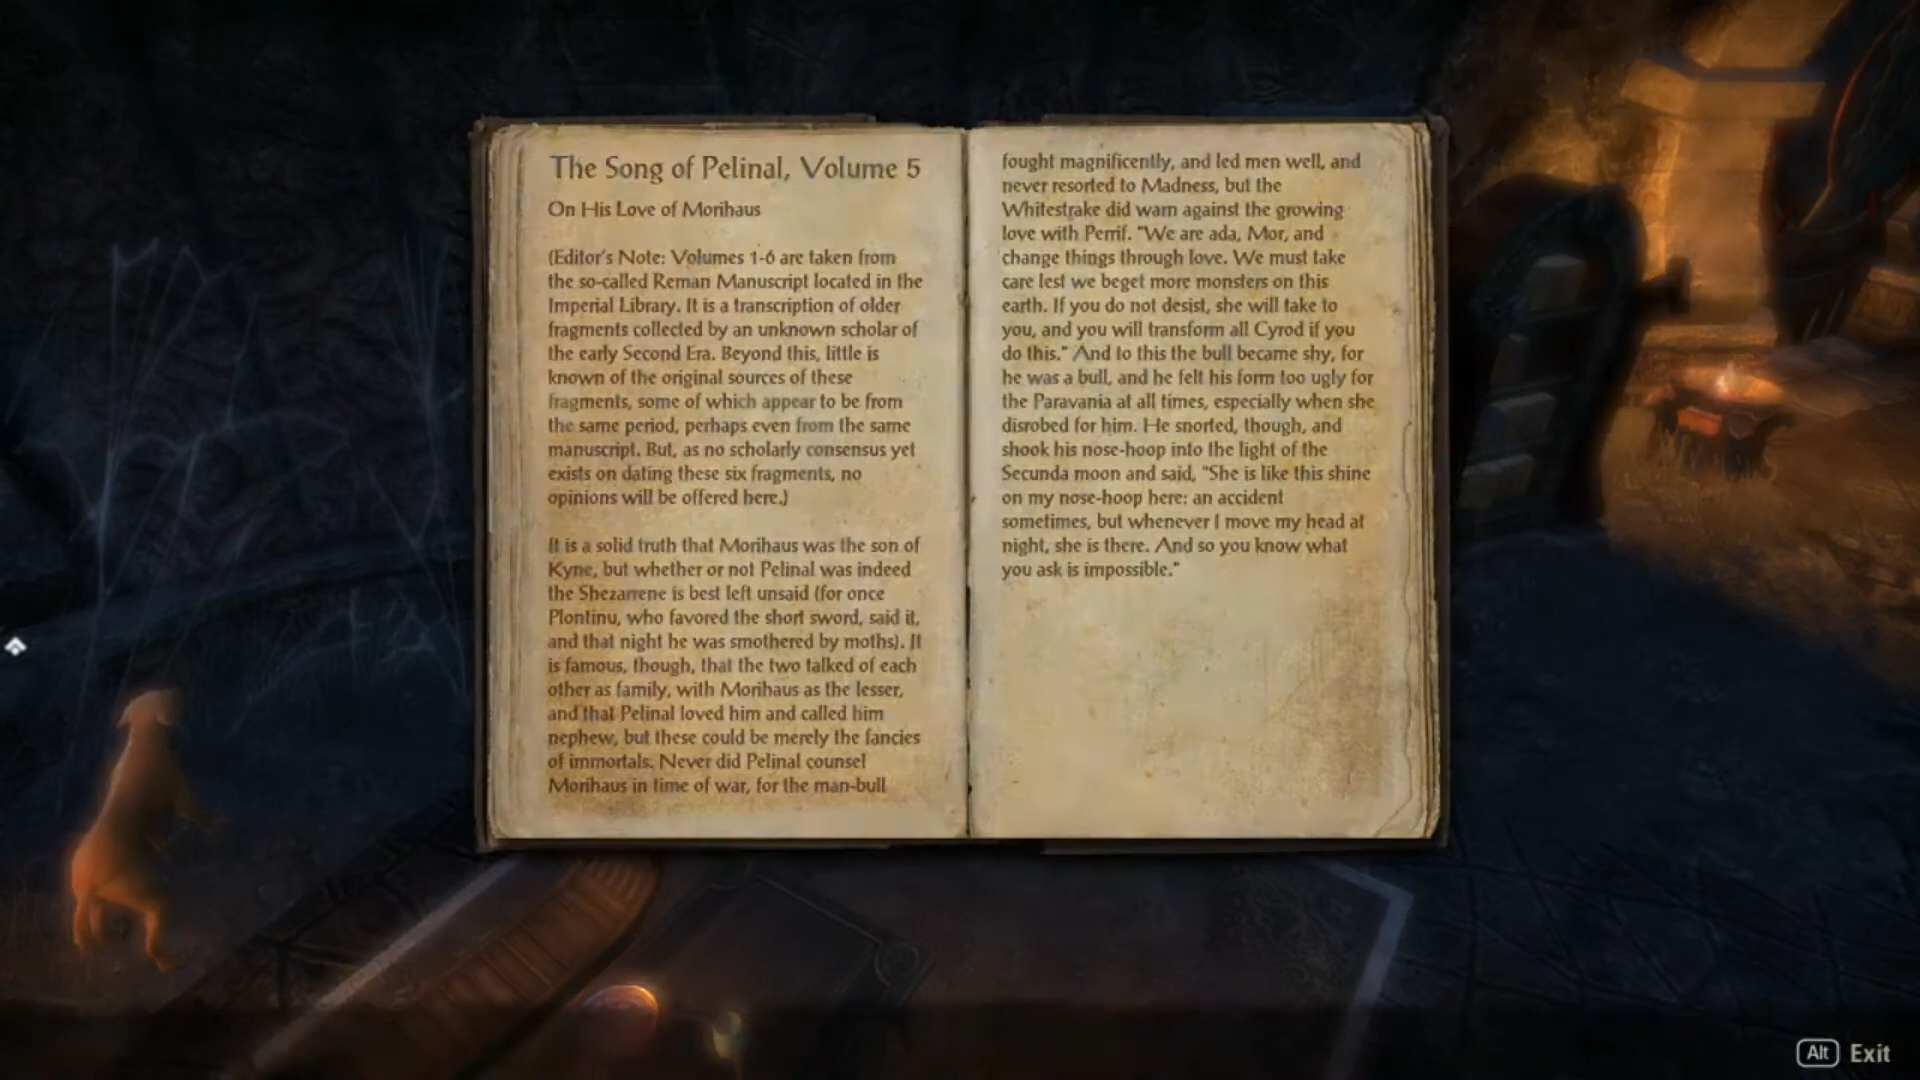 The Song of Pelinal, Volume 5
On His Love of Morihaus
(Editor's Note: Volumes 1-6 are taken from
the so-called Reman Manuscript located in the
Imperial Library. It is a transcription of older
fragments collected by an unknown scholar of
the early Second Era. Beyond this, little is
known of the original sources of these
fragments, some of which appear to be from
the same period, perhaps even from the same
manuscript. But, as no scholarly consensus yet
exists on dating these six fragments, no
opinions will be offered here.)
It is a solid truth that Morihaus was the son of
Kyne, but whether or not Pelinal was indeed
the Shezarrene is best left unsaid (for once
Plontinu, who favored the short sword, said it,
and that night he was smothered by moths). It
is famous, though, that the two talked of each
other as family, with Morihaus as the lesser,
and that Pelinal loved him and called him
nephew, but these could be merely the fancies
of immortals. Never did Pelinal counsel
Morihaus in time of war, for the man-bull
fought magnificently, and led men well, and
never resorted to Madness, but the
Whitestrake did warn against the growing
love with Perrif. "We are ada, Mor, and
change things through love. We must take
care lest we beget more monsters on this
earth. If you do not desist, she will take to
you, and you will transform all Cyrod if you
do this." And to this the bull became shy, for
he was a bull, and he felt his form too ugly for
the Paravania at all times, especially when she
disrobed for him. He snorted, though, and
shook his nose-hoop into the light of the
Secunda moon and said, "She is like this shine
on my nose-hoop here: an accident
sometimes, but whenever I move my head at
night, she is there. And so you know what
you ask is impossible."
Alt Exit